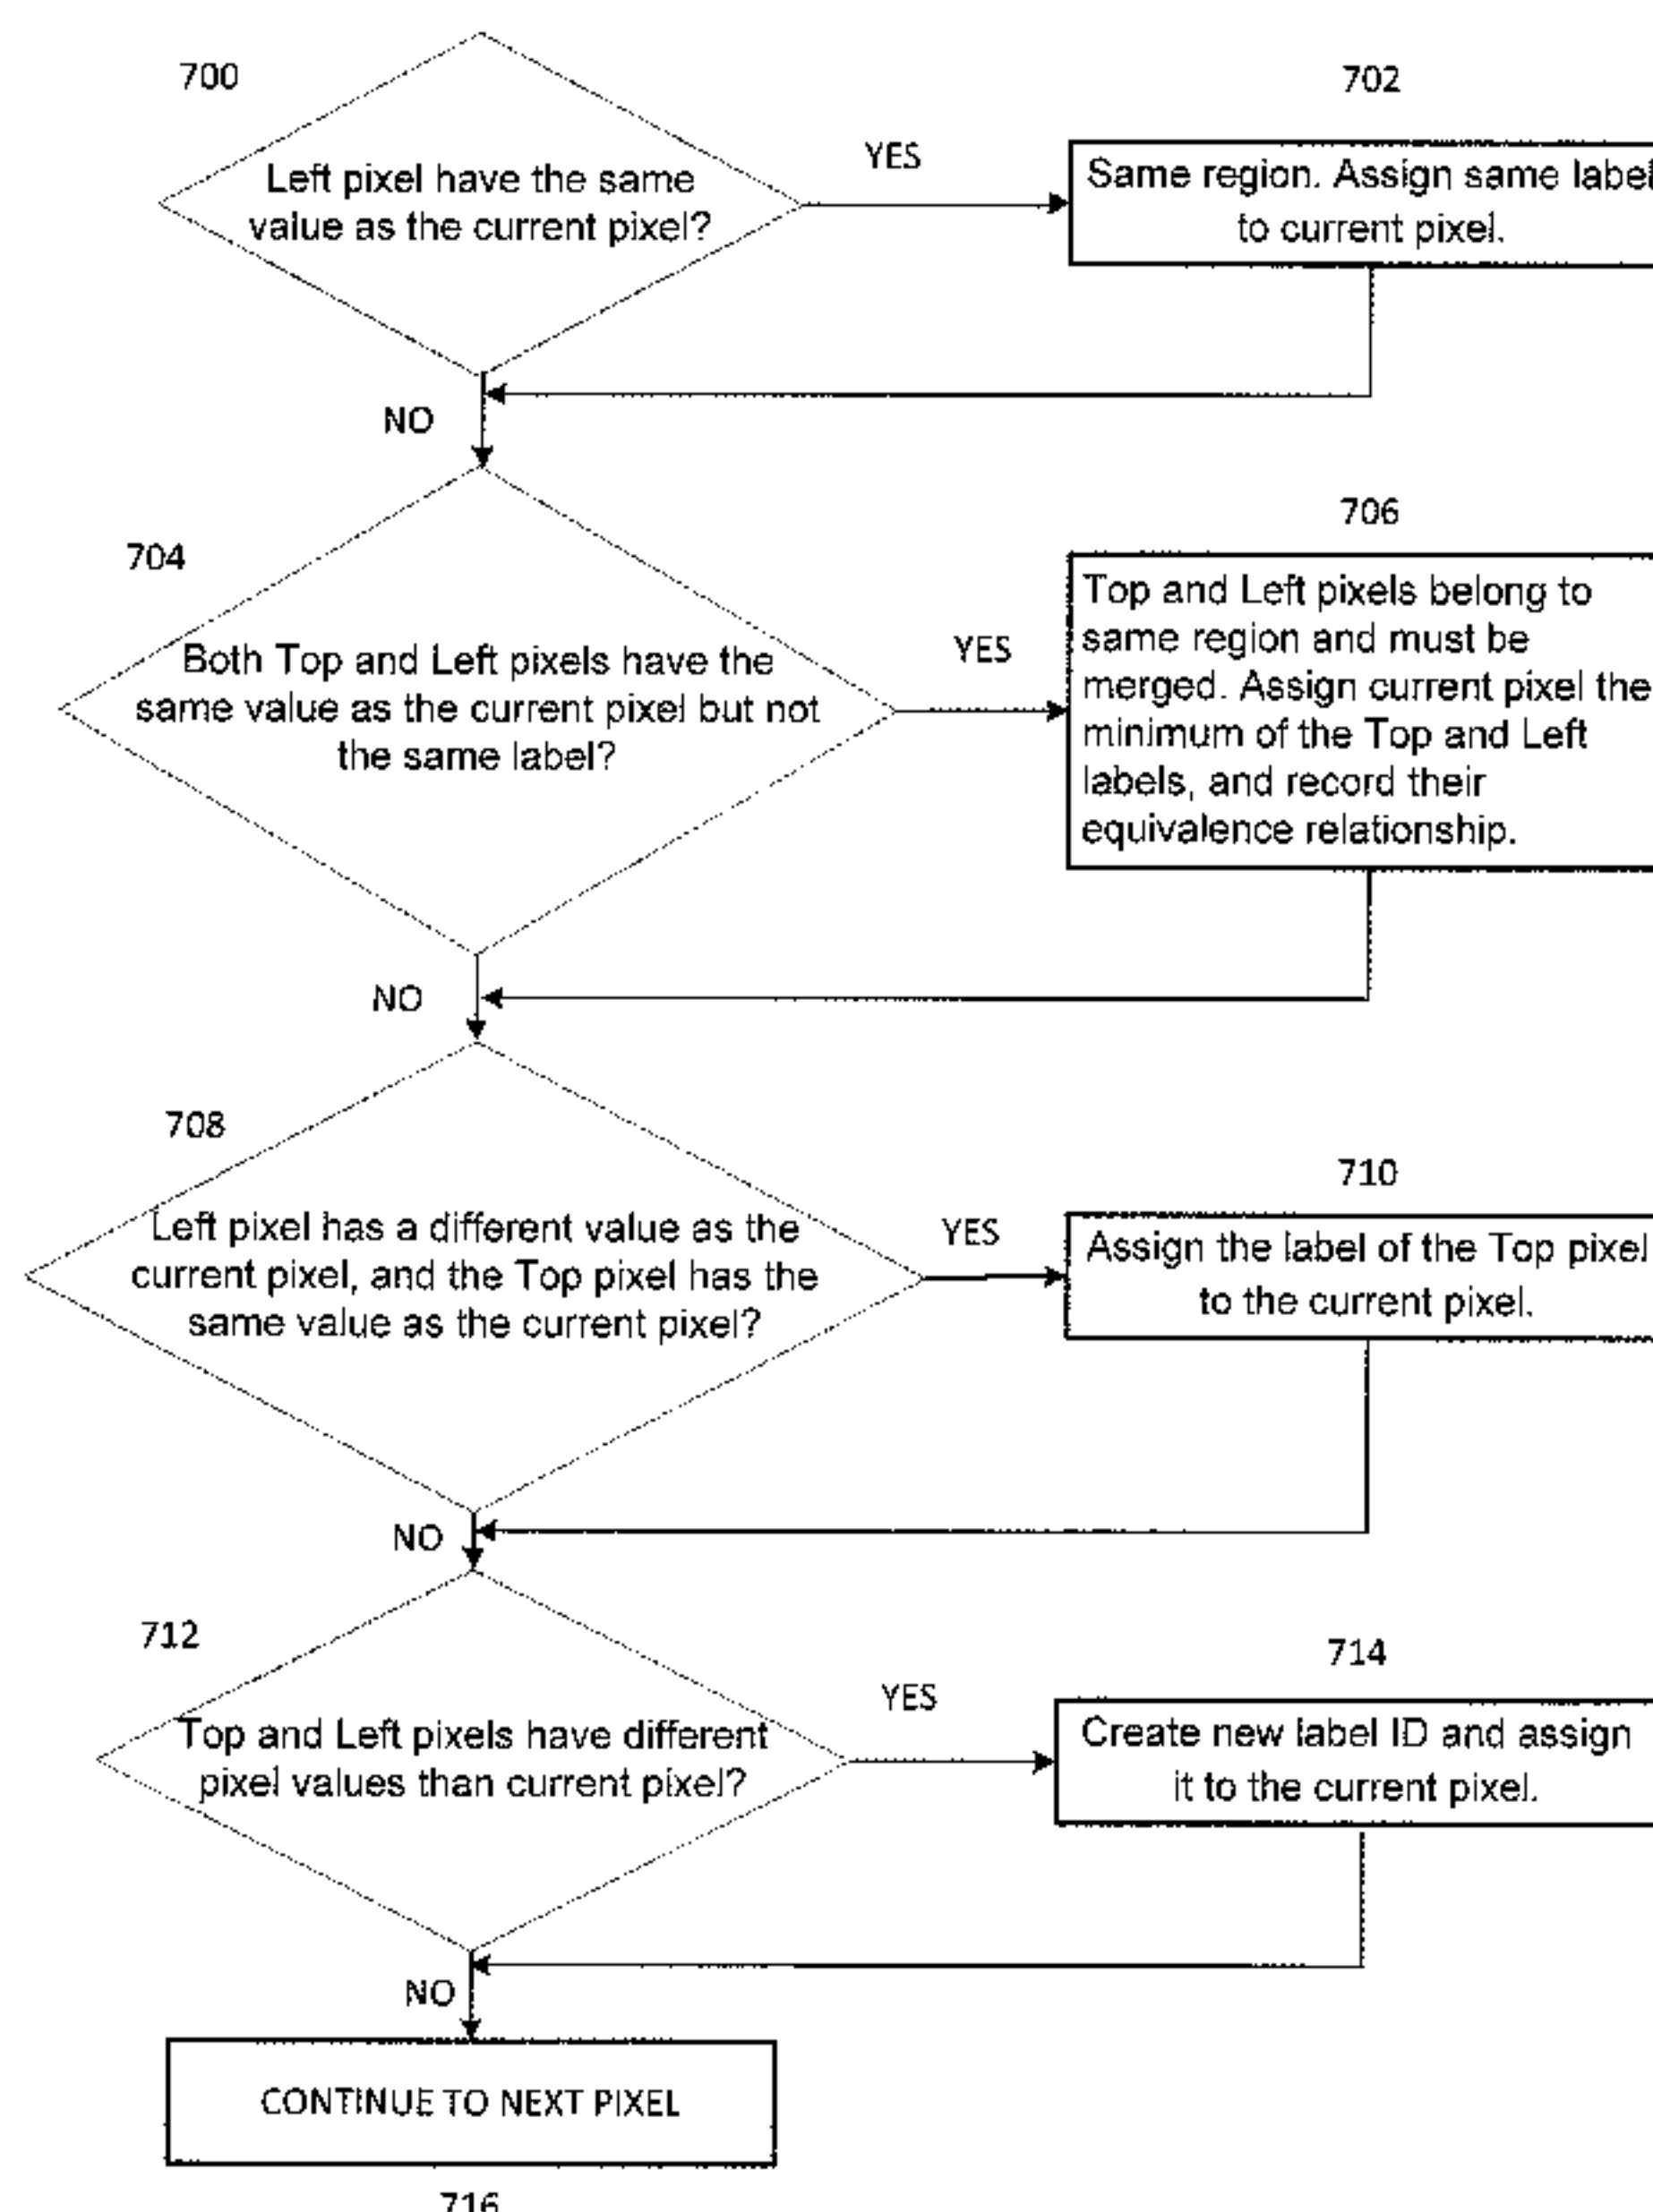 700
702
Left pixel have the same
value as the current pixel?
YES
Same region. Assign same label
to current pixel.
NO
704
706
Both Top and Left pixels have the
same value as the current pixel but not
the same label?
YES
Top and Left pixels belong to
same region and must be
merged. Assign current pixel the
minimum of the Top and Left
labels, and record their
equivalence relationship.
NO
708
710
Left pixel has a different value as the
current pixel, and the Top pixel has the
same value as the current pixel?
YES
Assign the label of the Top pixel
to the current pixel.
NO
712
714
Top and Left pixels have different
pixel values than current pixel?
YES
Create new label ID and assign
it to the current pixel.
NO
CONTINUE TO NEXT PIXEL
716